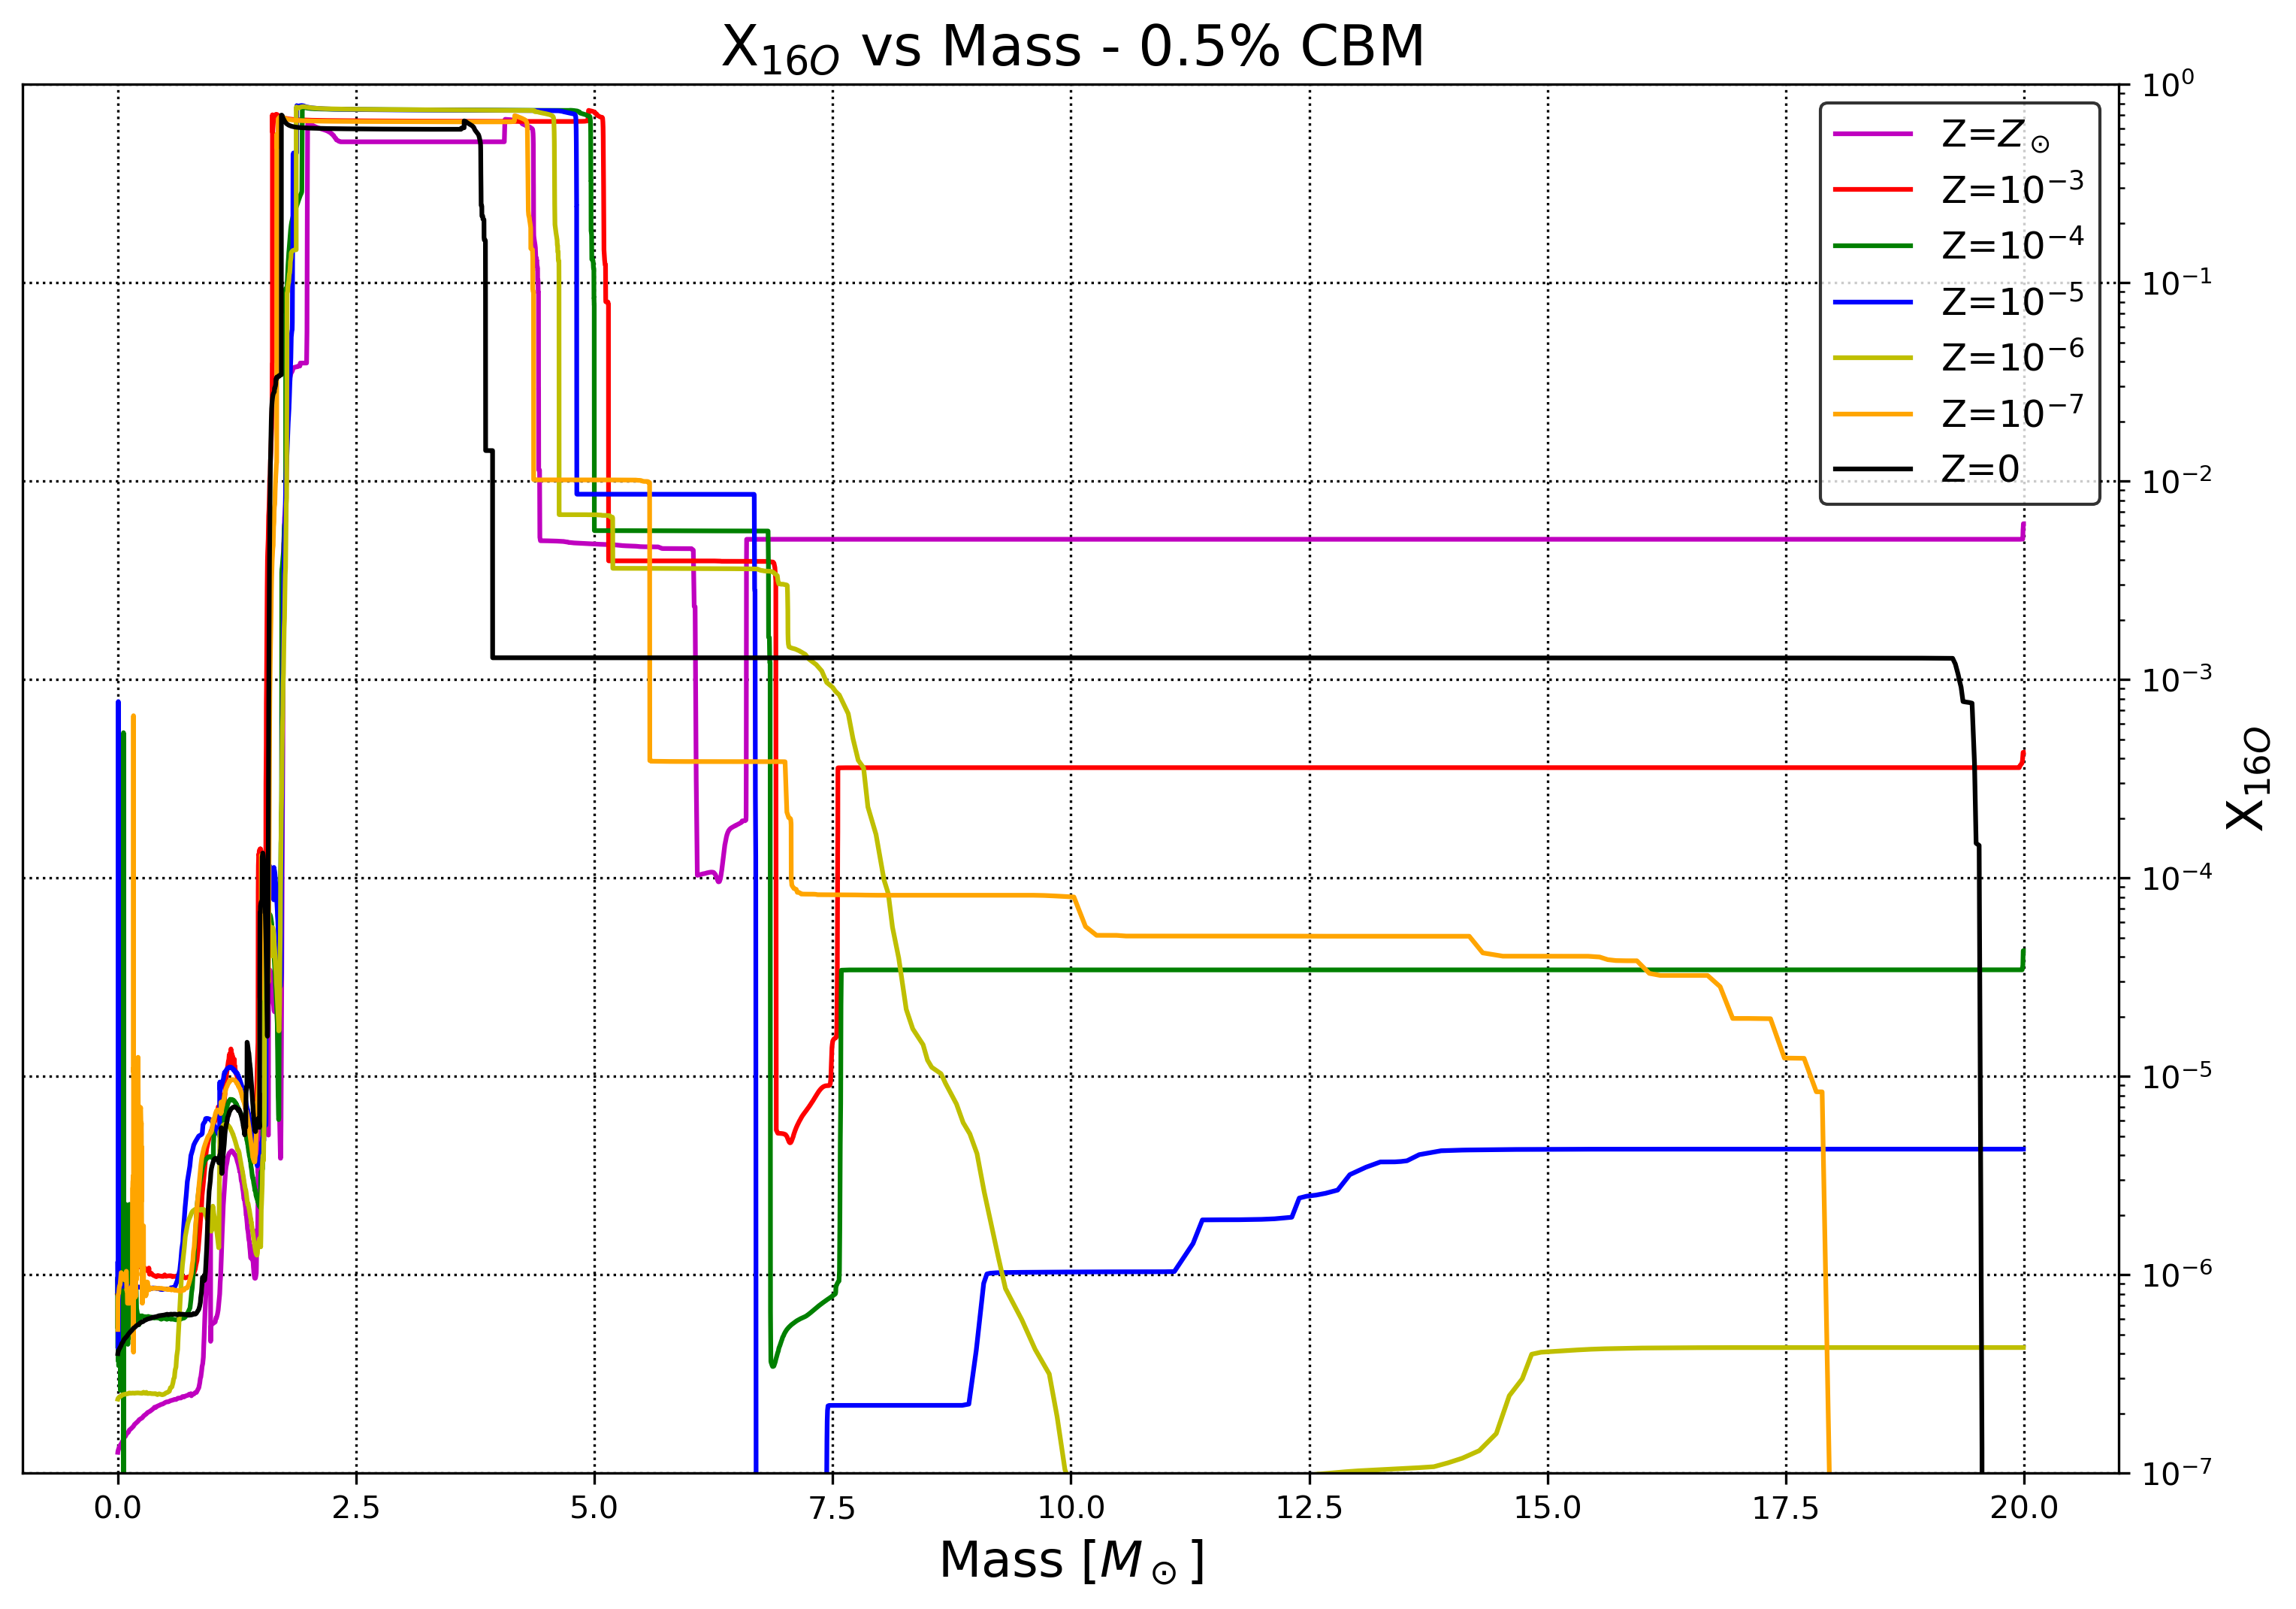 X₁₆O vs Mass - 0.5% CBM
Z=Z⊙
Z=10⁻³
Z=10⁻⁴
Z=10⁻⁵
Z=10⁻⁶
Z=10⁻⁷
Z=0
10⁰
10⁻¹
10⁻²
10⁻³
10⁻⁴
10⁻⁵
10⁻⁶
10⁻⁷
X₁₆O
0.0 2.5 5.0 7.5 10.0 12.5 15.0 17.5 20.0
Mass [M⊙]